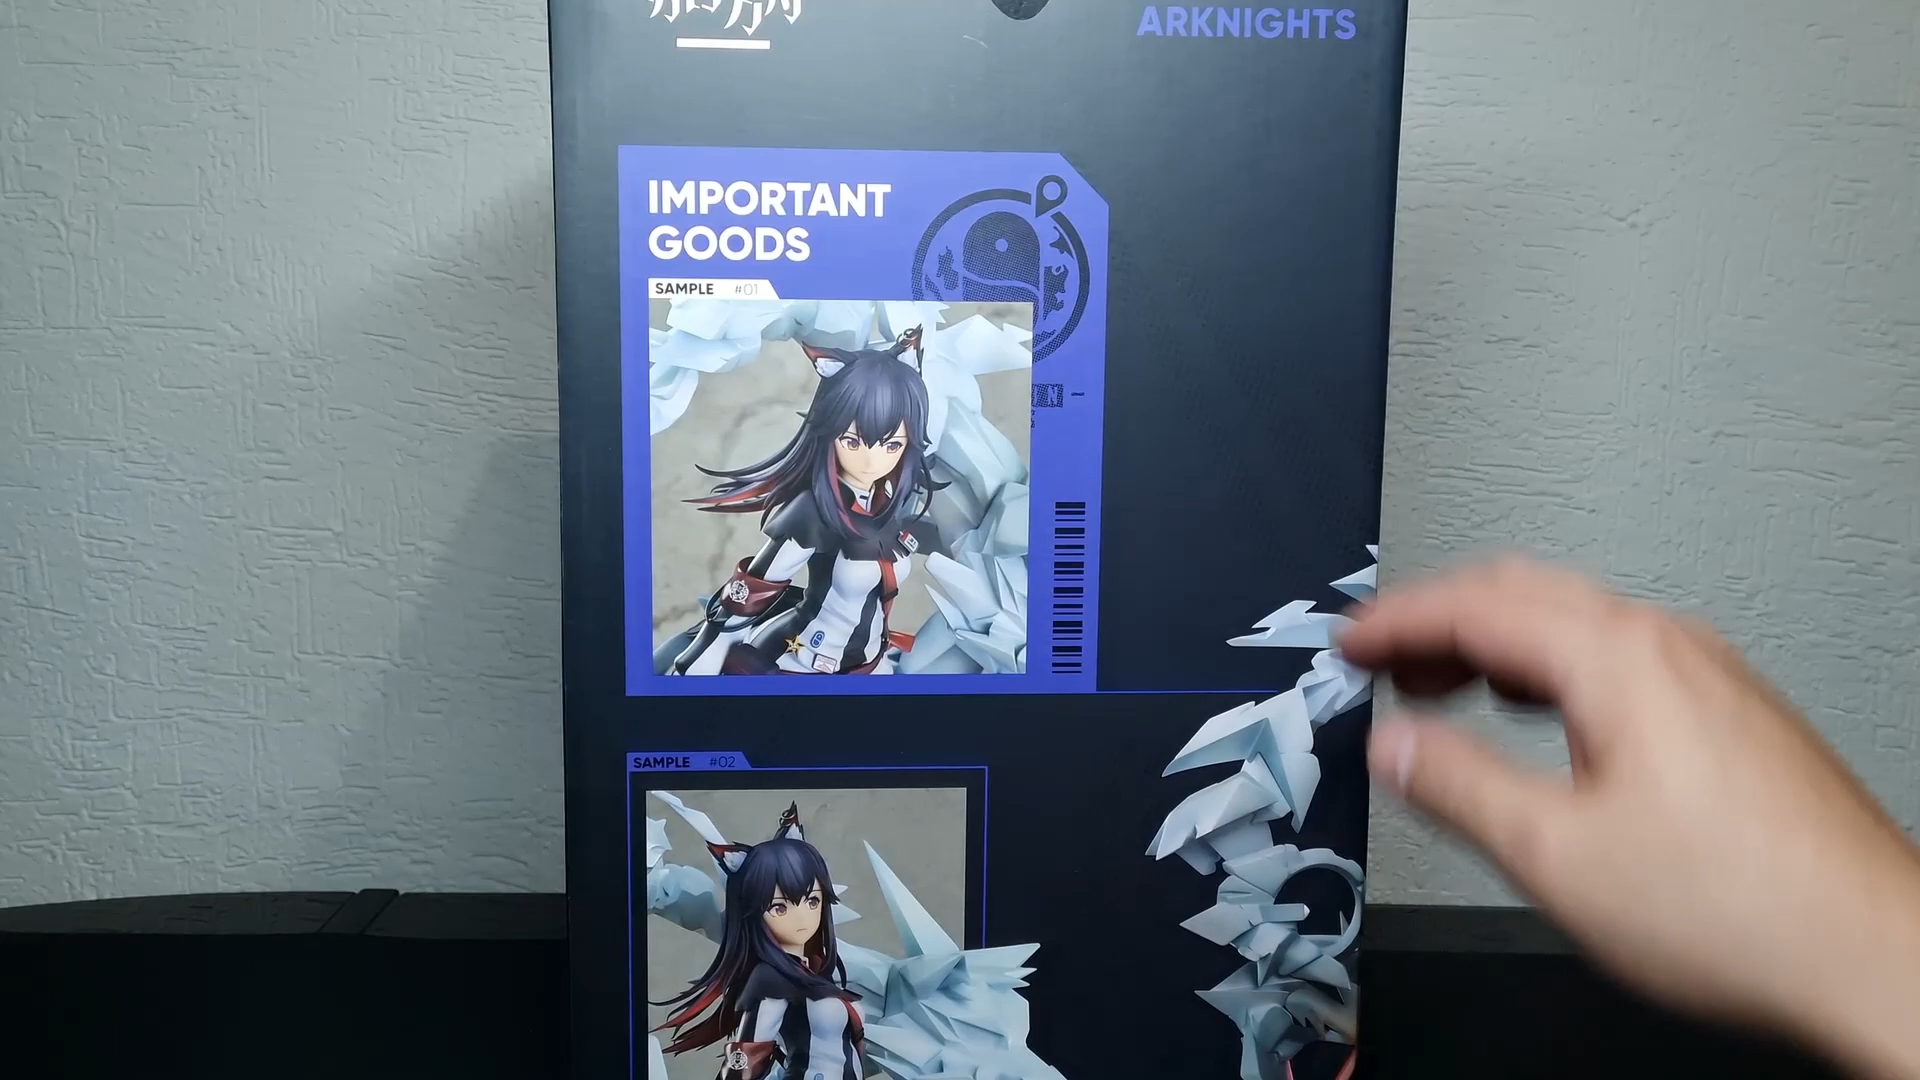 ARKNIGHTS
IMPORTANT
GOODS
SAMPLE #01
SAMPLE #02